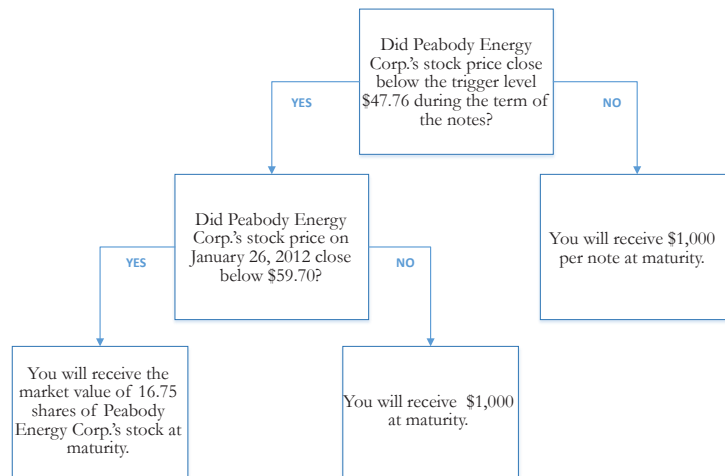 Did Peabody Energy
Corp.'s stock price close
below the trigger level
$47.76 during the term of
the notes?
YES
NO
Did Peabody Energy
Corp.'s stock price on
January 26, 2012 close
below $59.70?
You will receive $1,000
per note at maturity.
YES
NO
You will receive the
market value of 16.75
shares of Peabody
Energy Corp.'s stock at
maturity.
You will receive $1,000
at maturity.